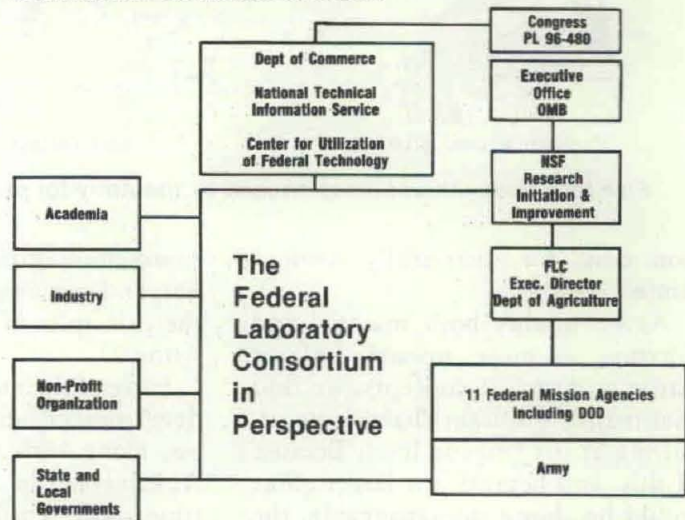 Congress
PL 96-480
Dept of Commerce
National Technical
Information Service
Center for Utilization
of Federal Technology
Executive
Office
OMB
NSF
Research
Initiation &
Improvement
FLC
Exec. Director
Dept of Agriculture
11 Federal Mission Agencies
Including DOD
Army
Academia
Industry
Non-Profit
Organization
State and
Local
Governments
The
Federal
Laboratory
Consortium
in
Perspective